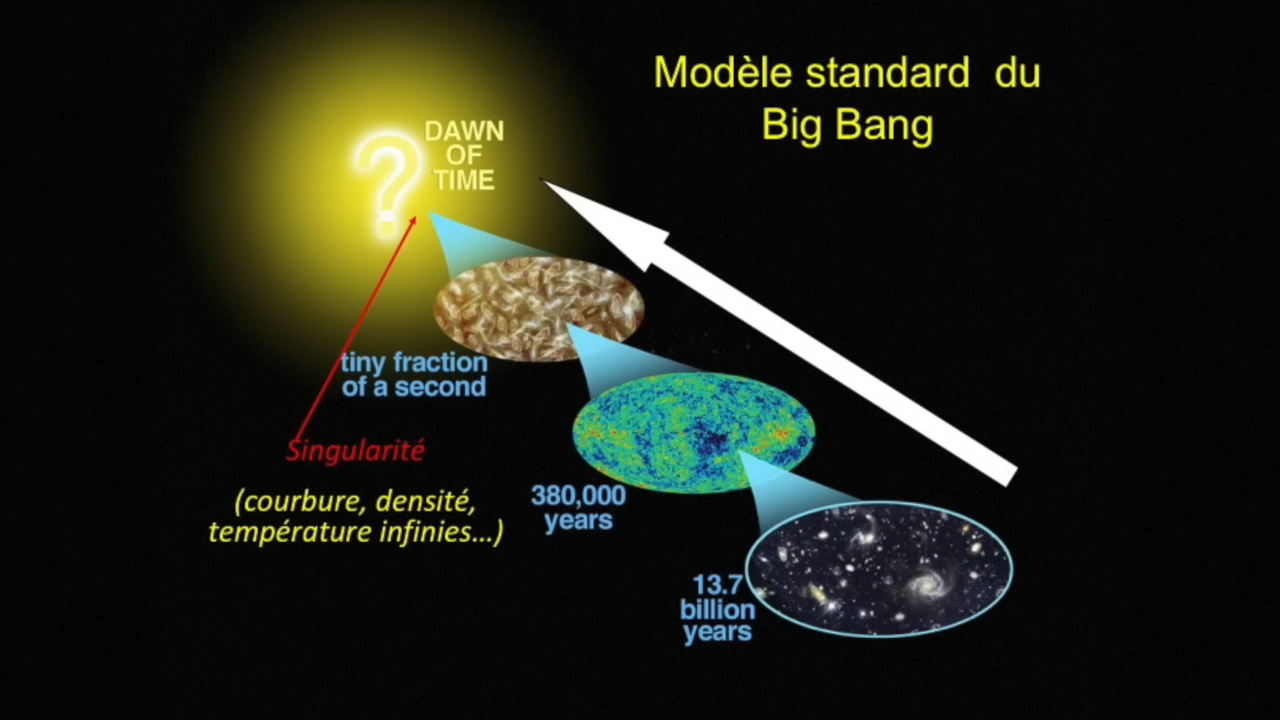 Modèle standard du
Big Bang
?
DAWN
OF
TIME
tiny fraction
of a second
Singularité
(courbure, densité,
température infinies...)
380,000
years
13.7
billion
years